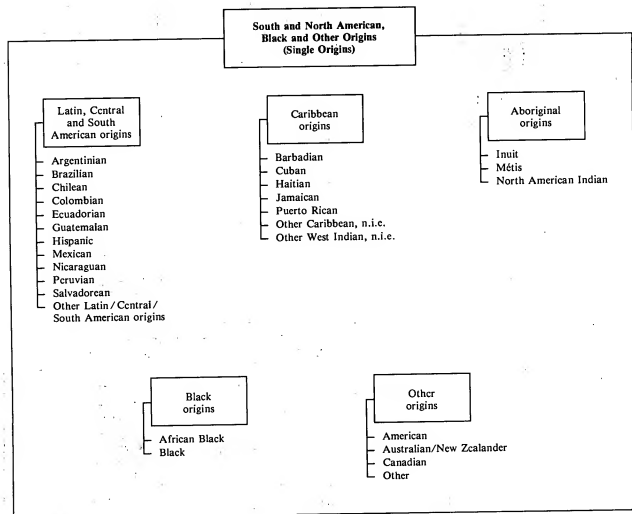 South and North American,
Black and Other Origins
(Single Origins)
Latin, Central
and South
American origins
Argentinian
Brazilian
Chilean
Colombian
Ecuadorian
Guatemalan
Hispanic
Mexican
Nicaraguan
Peruvian
Salvadorean
Other Latin/Central/
South American origins
Caribbean
origins
Barbadian
Cuban
Haitian
Jamaican
Puerto Rican
Other Caribbean, n.i.e.
Other West Indian, n.i.e.
Aboriginal
origins
Inuit
Métis
North American Indian
Black
origins
African Black
Black
Other
origins
American
Australian/New Zealander
Canadian
Other